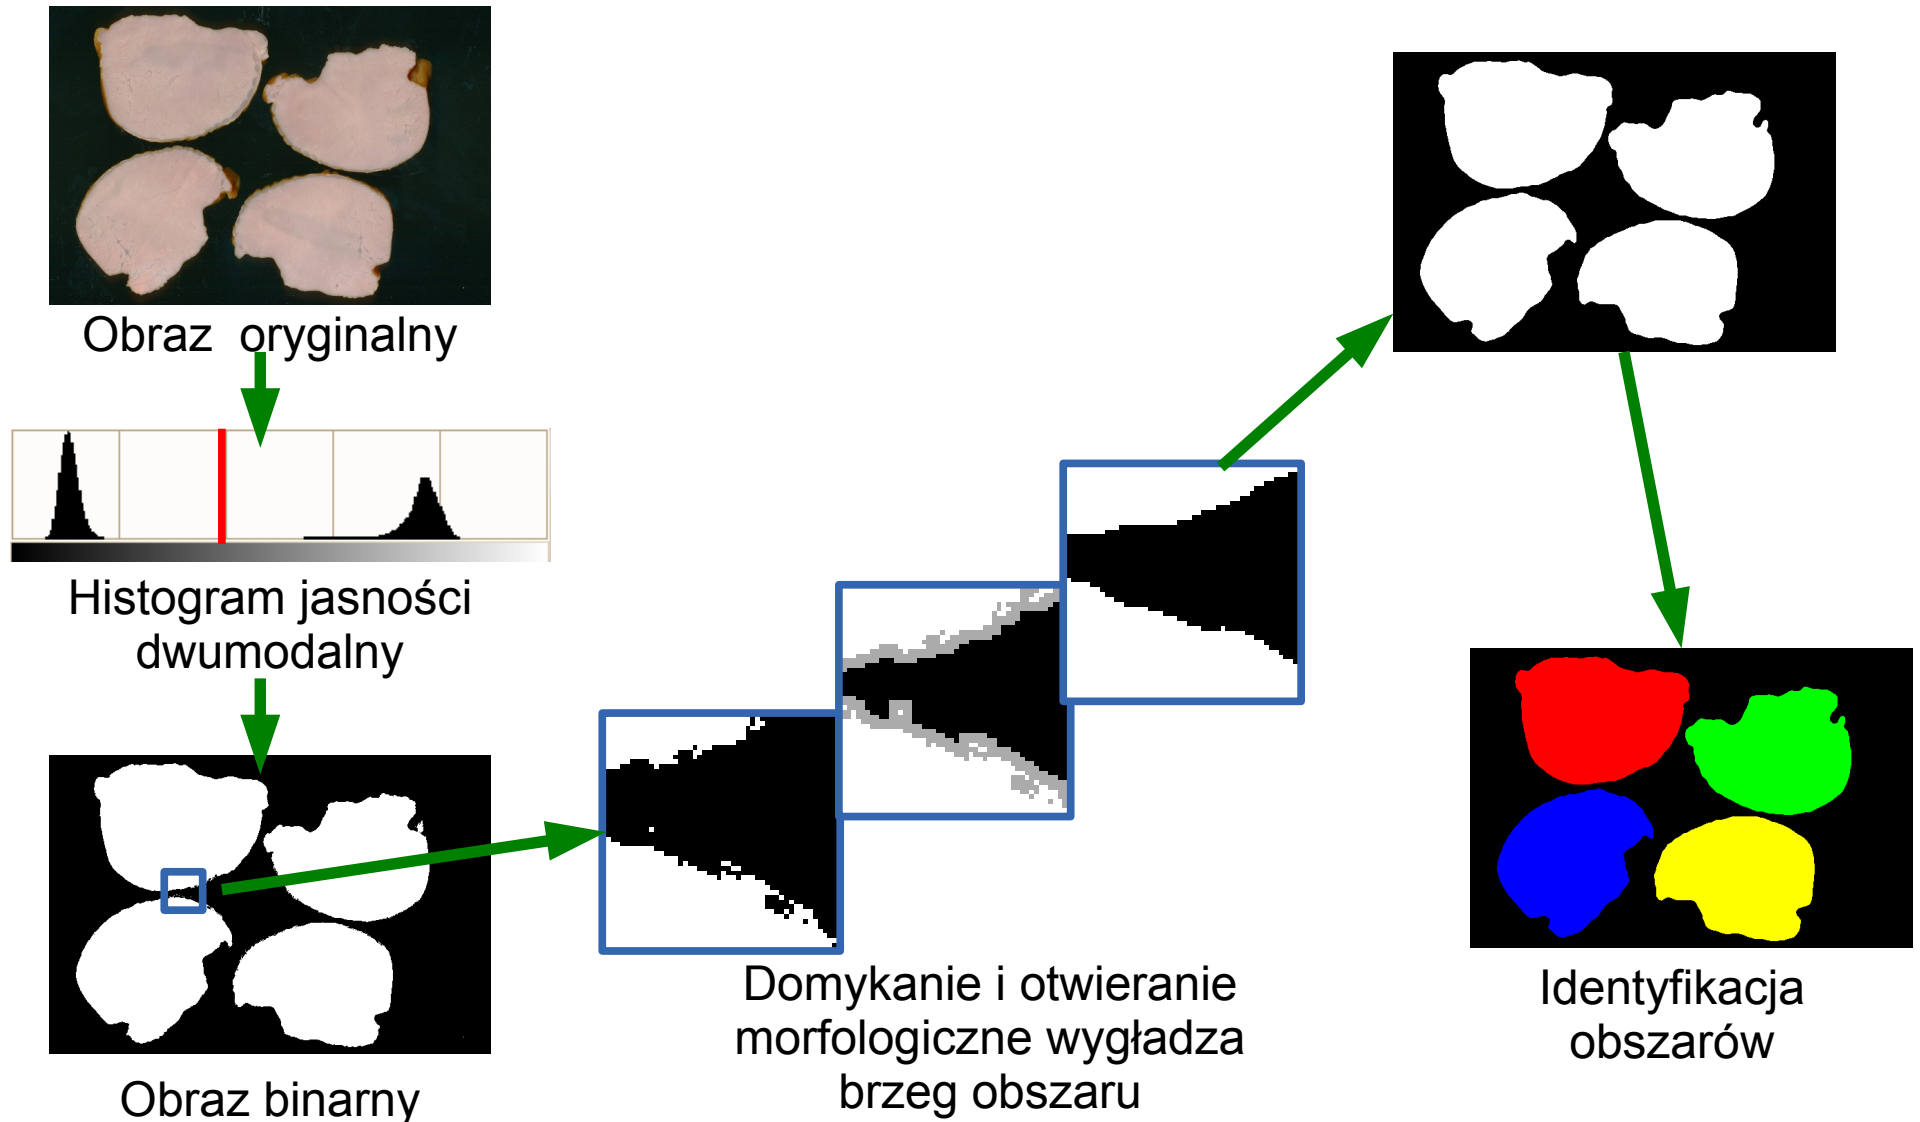 Obraz oryginalny
Histogram jasności
dwumodalny
Obraz binarny
Domykanie i otwieranie
morfologiczne wygładza
brzeg obszaru
Identyfikacja
obszarów